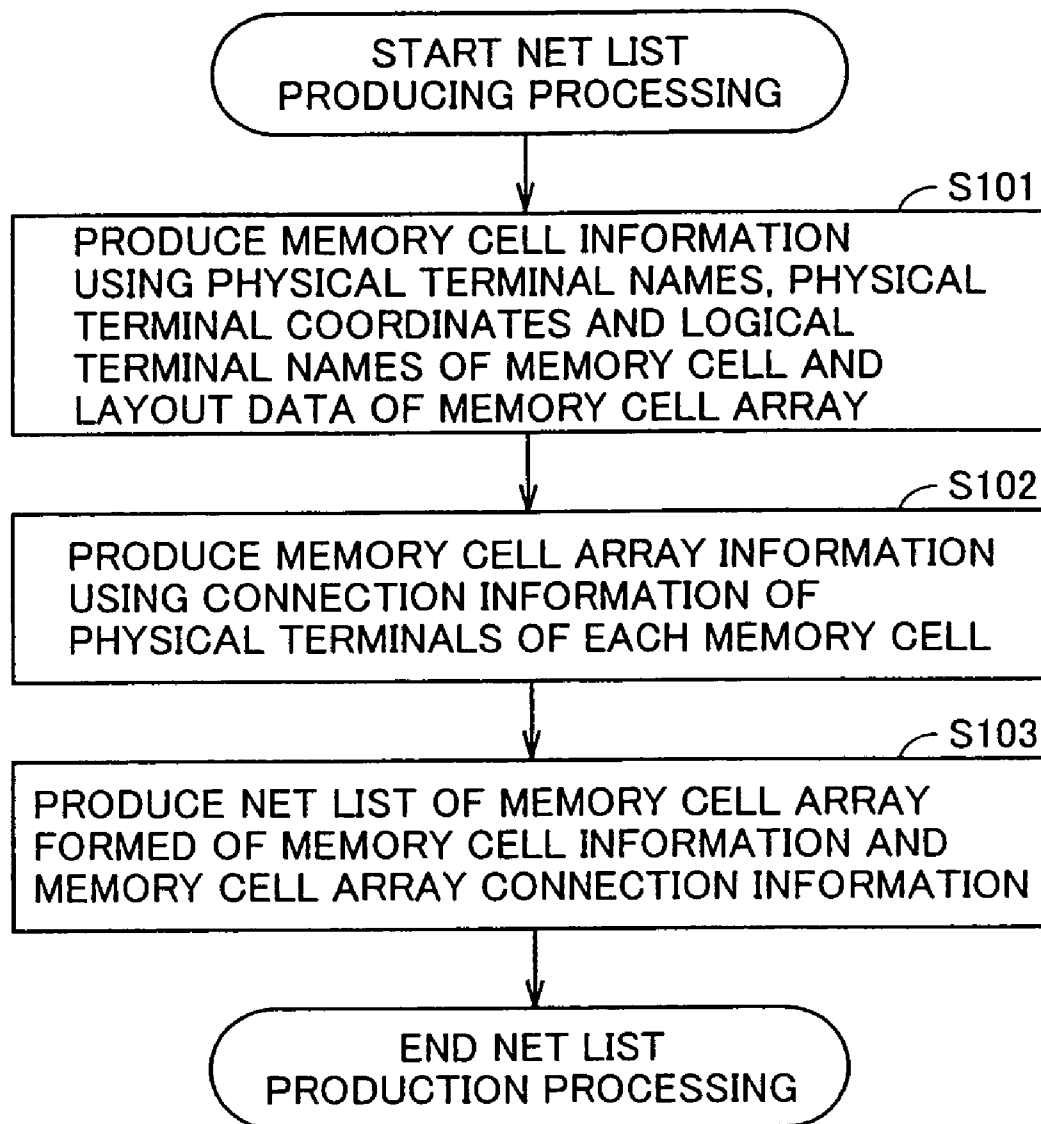 START NET LIST
PRODUCING PROCESSING
S101
PRODUCE MEMORY CELL INFORMATION
USING PHYSICAL TERMINAL NAMES, PHYSICAL
TERMINAL COORDINATES AND LOGICAL
TERMINAL NAMES OF MEMORY CELL AND
LAYOUT DATA OF MEMORY CELL ARRAY
S102
PRODUCE MEMORY CELL ARRAY INFORMATION
USING CONNECTION INFORMATION OF
PHYSICAL TERMINALS OF EACH MEMORY CELL
S103
PRODUCE NET LIST OF MEMORY CELL ARRAY
FORMED OF MEMORY CELL INFORMATION AND
MEMORY CELL ARRAY CONNECTION INFORMATION
END NET LIST
PRODUCTION PROCESSING